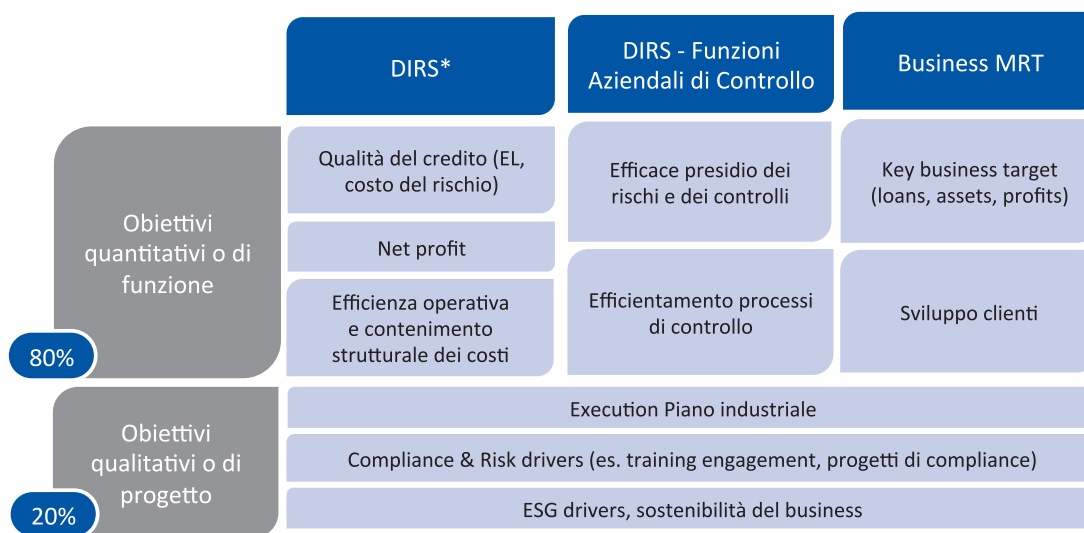 DIRS*
DIRS - Funzioni
Aziendali di Controllo
Business MRT
Obiettivi
quantitativi o di
funzione
80%
Qualità del credito (EL,
costo del rischio)
Net profit
Efficienza operativa
e contenimento
strutturale dei costi
Efficace presidio dei
rischi e dei controlli
Efficientamento processi
di controllo
Key business target
(loans, assets, profits)
Sviluppo clienti
Obiettivi
qualitativi o di
progetto
20%
Execution Piano industriale
Compliance & Risk drivers (es. training engagement, progetti di compliance)
ESG drivers, sostenibilità del business